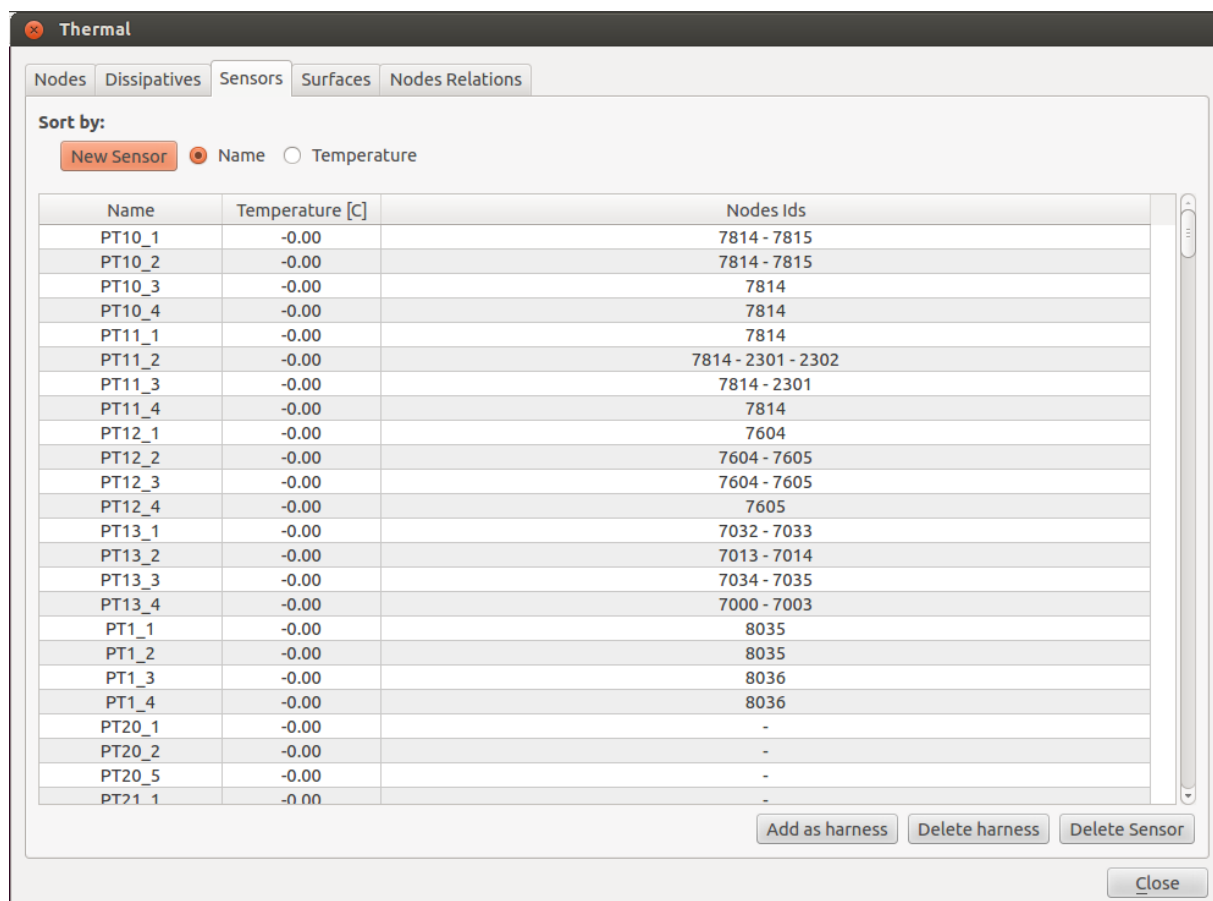 Thermal
Nodes Dissipatives Sensors Surfaces Nodes Relations
Sort by:
New Sensor Name Temperature
Name Temperature [C] Nodes Ids
PT10_1 -0.00 7814 - 7815
PT10_2 -0.00 7814 - 7815
PT10_3 -0.00 7814
PT10_4 -0.00 7814
PT11_1 -0.00 7814
PT11_2 -0.00 7814 - 2301 - 2302
PT11_3 -0.00 7814 - 2301
PT11_4 -0.00 7814
PT12_1 -0.00 7604
PT12_2 -0.00 7604 - 7605
PT12_3 -0.00 7604 - 7605
PT12_4 -0.00 7605
PT13_1 -0.00 7032 - 7033
PT13_2 -0.00 7013 - 7014
PT13_3 -0.00 7034 - 7035
PT13_4 -0.00 7000 - 7003
PT1_1 -0.00 8035
PT1_2 -0.00 8035
PT1_3 -0.00 8036
PT1_4 -0.00 8036
PT20_1 -0.00 -
PT20_2 -0.00 -
PT20_5 -0.00 -
PT21_1 -0.00 -
Add as harness Delete harness Delete Sensor
Close